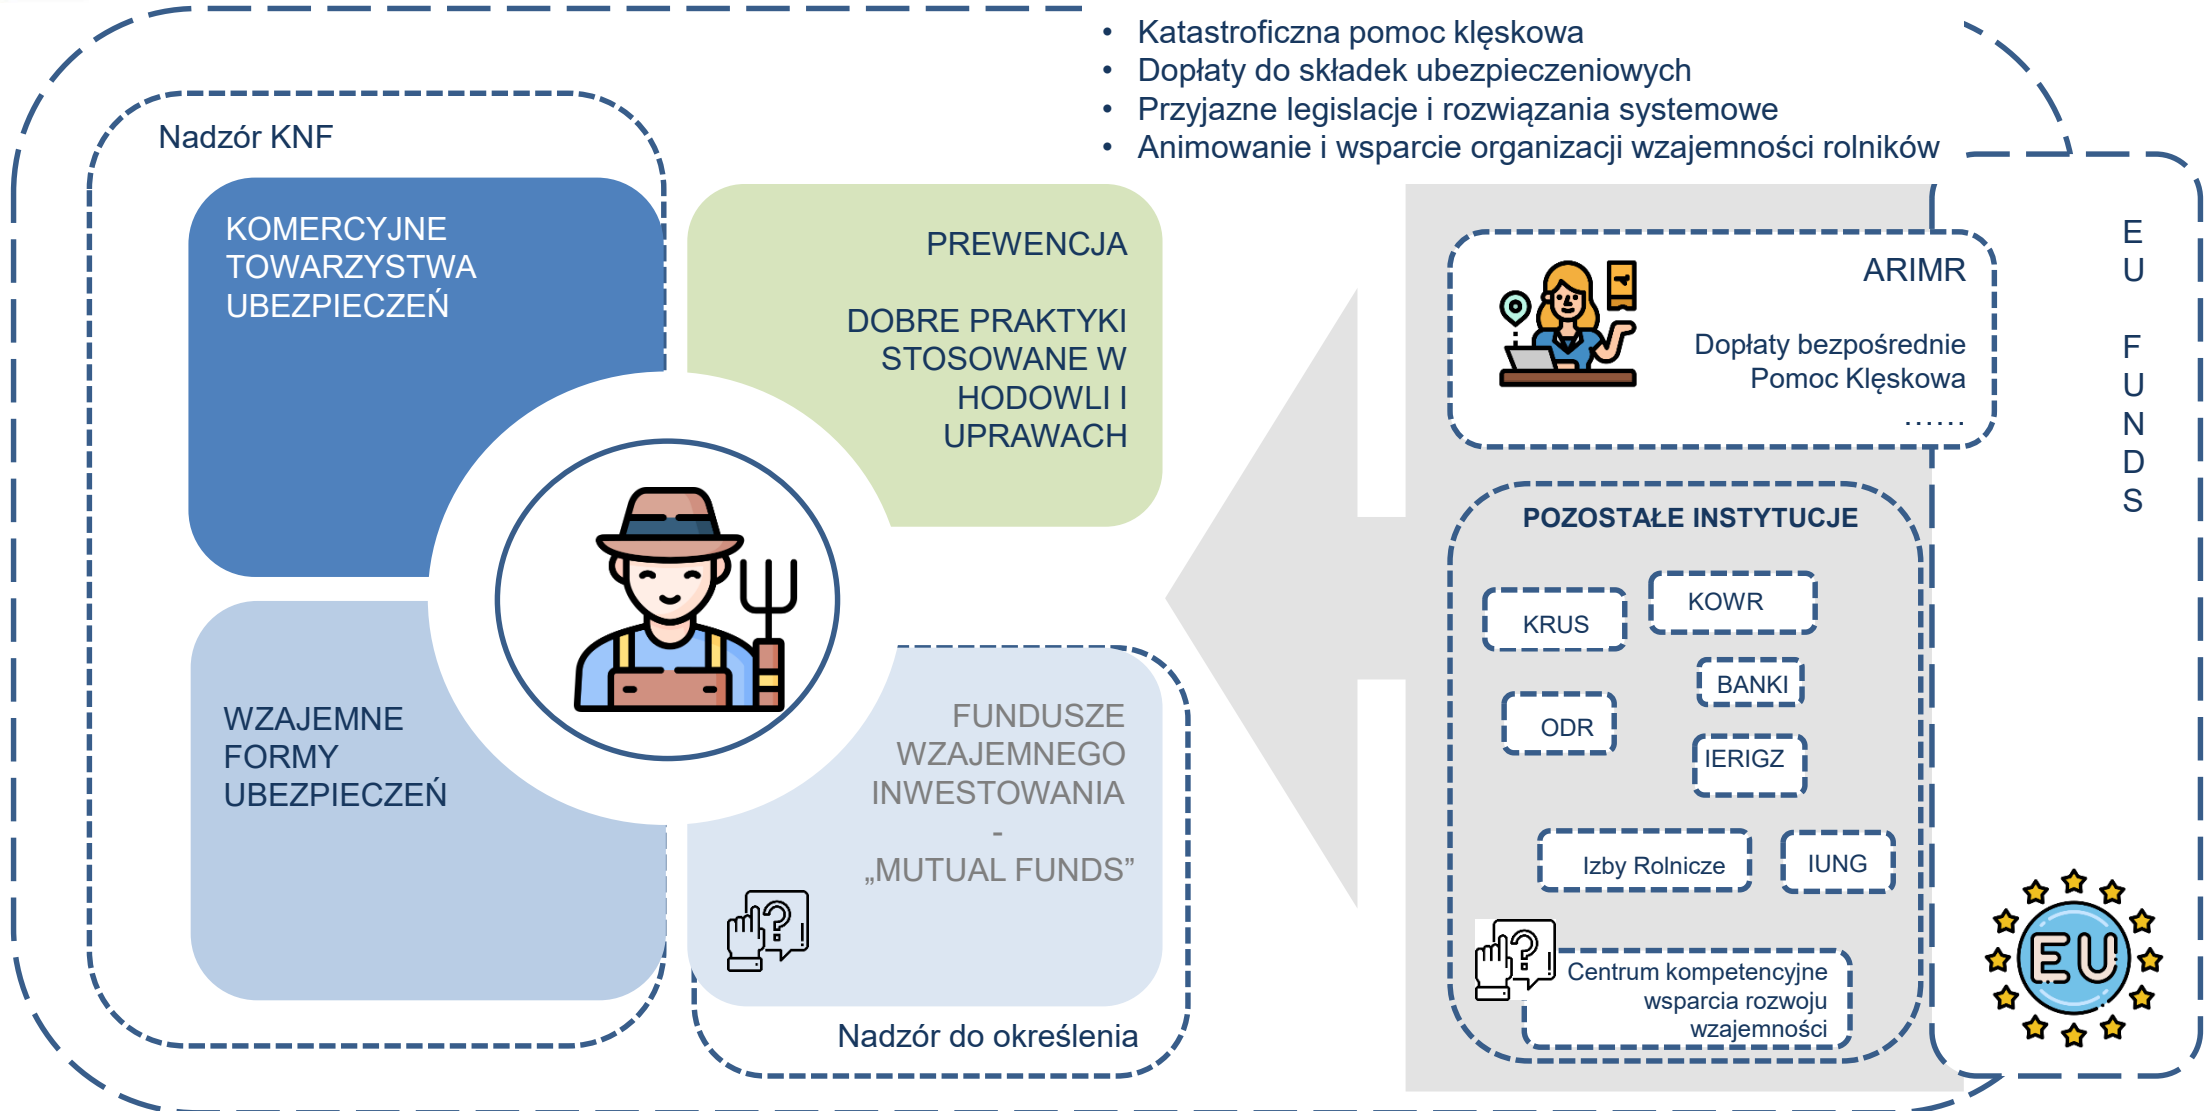 • Katastroficzna pomoc klęskowa
• Dopłaty do składek ubezpieczeniowych
• Przyjazne legislacje i rozwiązania systemowe
• Animowanie i wsparcie organizacji wzajemności rolników
Nadzór KNF
KOMERCYJNE
TOWARZYSTWA
UBEZPIECZEŃ
PREWENCJA
DOBRE PRAKTYKI
STOSOWANE W
HODOWLI I
UPRAWACH
WZAJEMNE
FORMY
UBEZPIECZEŃ
FUNDUSZE
WZAJEMNEGO
INWESTOWANIA
-
„MUTUAL FUNDS”
?
Nadzór do określenia
ARIMR
Dopłaty bezpośrednie
Pomoc Klęskowa
......
POZOSTAŁE INSTYTUCJE
KRUS
KOWR
BANKI
ODR
IERIGZ
Izby Rolnicze
IUNG
?
Centrum kompetencyjne
wsparcia rozwoju
wzajemności
E
U
F
U
N
D
S
EU